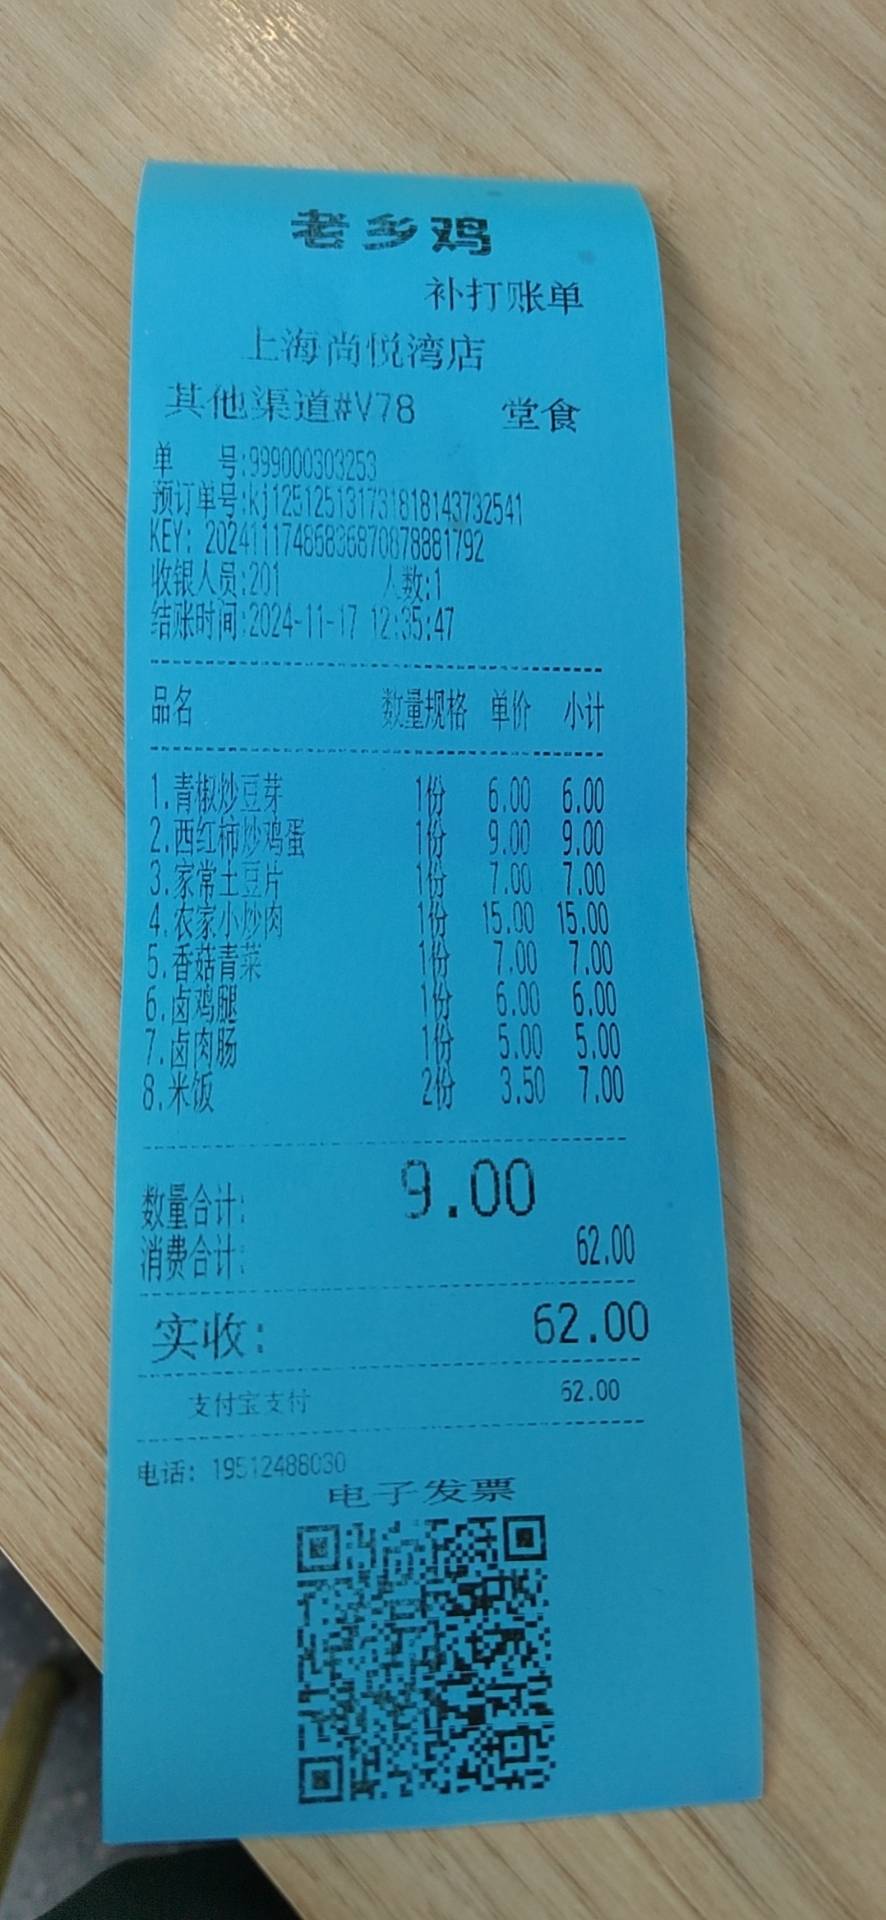 老乡鸡
补打账单
上海尚悦湾店
其他渠道#V78 堂食
单 号:999000303253
预订单号:kj1251251317318181437​32541
KEY: 20241117486836870878881792
收银人员:201 人数:1
结账时间:2024-11-17 12:35:47
品名 数量规格 单价 小计
1.青椒炒豆芽 1份 6.00 6.00
2.西红柿炒鸡蛋 1份 9.00 9.00
3.家常土豆片 1份 7.00 7.00
4.农家小炒肉 1份 15.00 15.00
5.香菇青菜 1份 7.00 7.00
6.卤鸡腿 1份 6.00 6.00
7.卤肉肠 1份 5.00 5.00
8.米饭 2份 3.50 7.00
数量合计: 9.00
消费合计: 62.00
实收: 62.00
支付宝支付 62.00
电话: 19512488030
电子发票